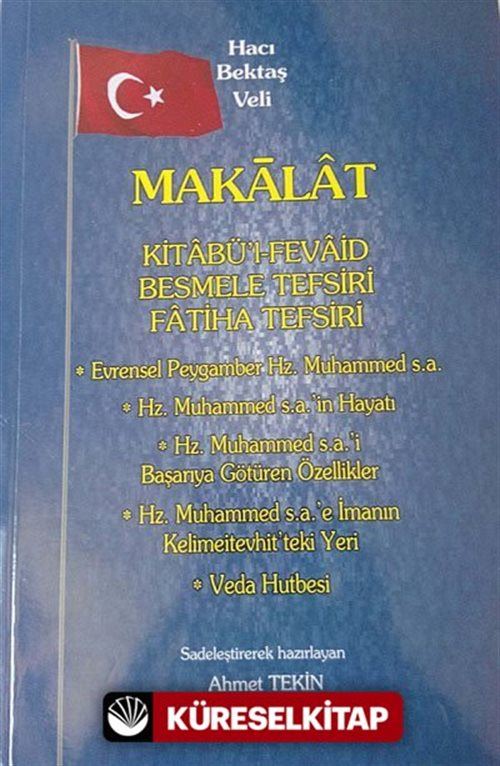 Hacı
Bektaş
Veli
MAKĀLÂT
KİTÂBÜ'l-FEVÂİD
BESMELE TEFSİRİ
FÂTİHA TEFSİRİ
* Evrensel Peygamber Hz. Muhammed s.a.
* Hz. Muhammed s.a.'in Hayatı
* Hz. Muhammed s.a.'i
Başarıya Götüren Özellikler
* Hz. Muhammed s.a.'e İmanın
Kelimeitevhit'teki Yeri
* Veda Hutbesi
Sadeleştirerek hazırlayan
Ahmet TEKİN
KÜRESELKİTAP